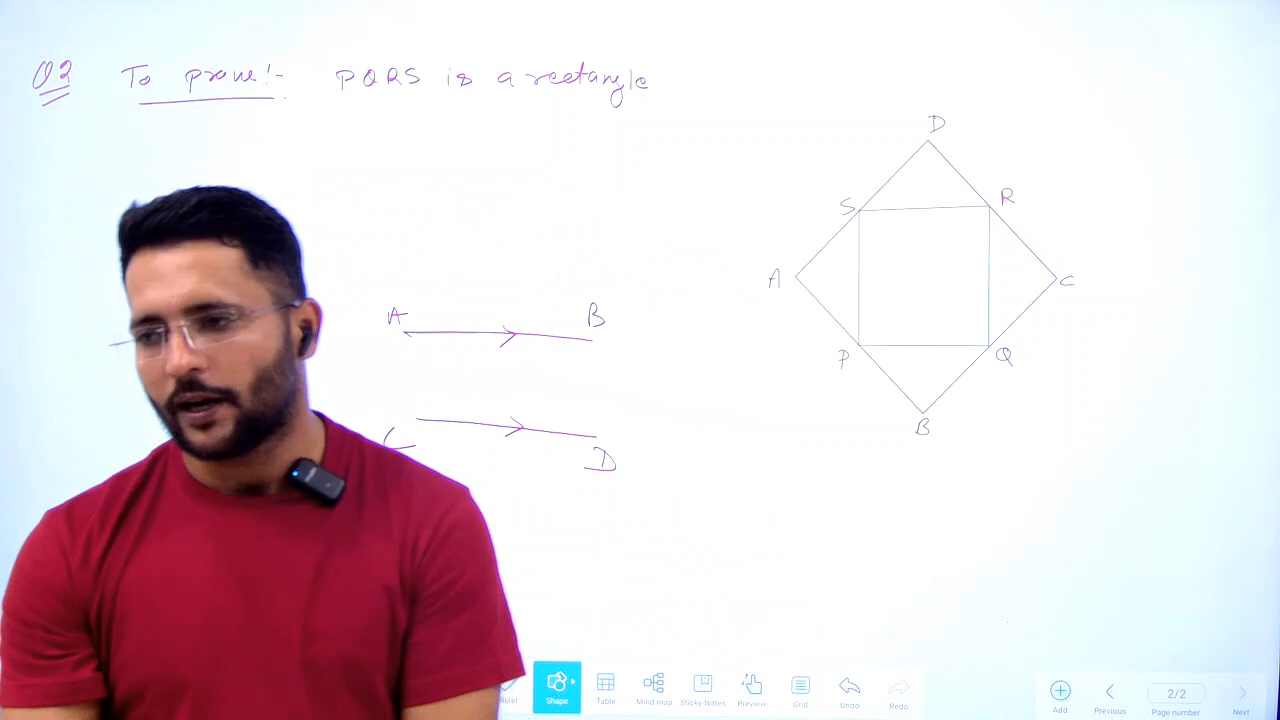 Q2 To prove:- PQRS is a rectangle
D
S R
A C
A B
P Q
B
C
D
Ruler Shape Table Mind map Sticky Notes Preview Grid Undo Redo Add Previous 2/2 Page number Next